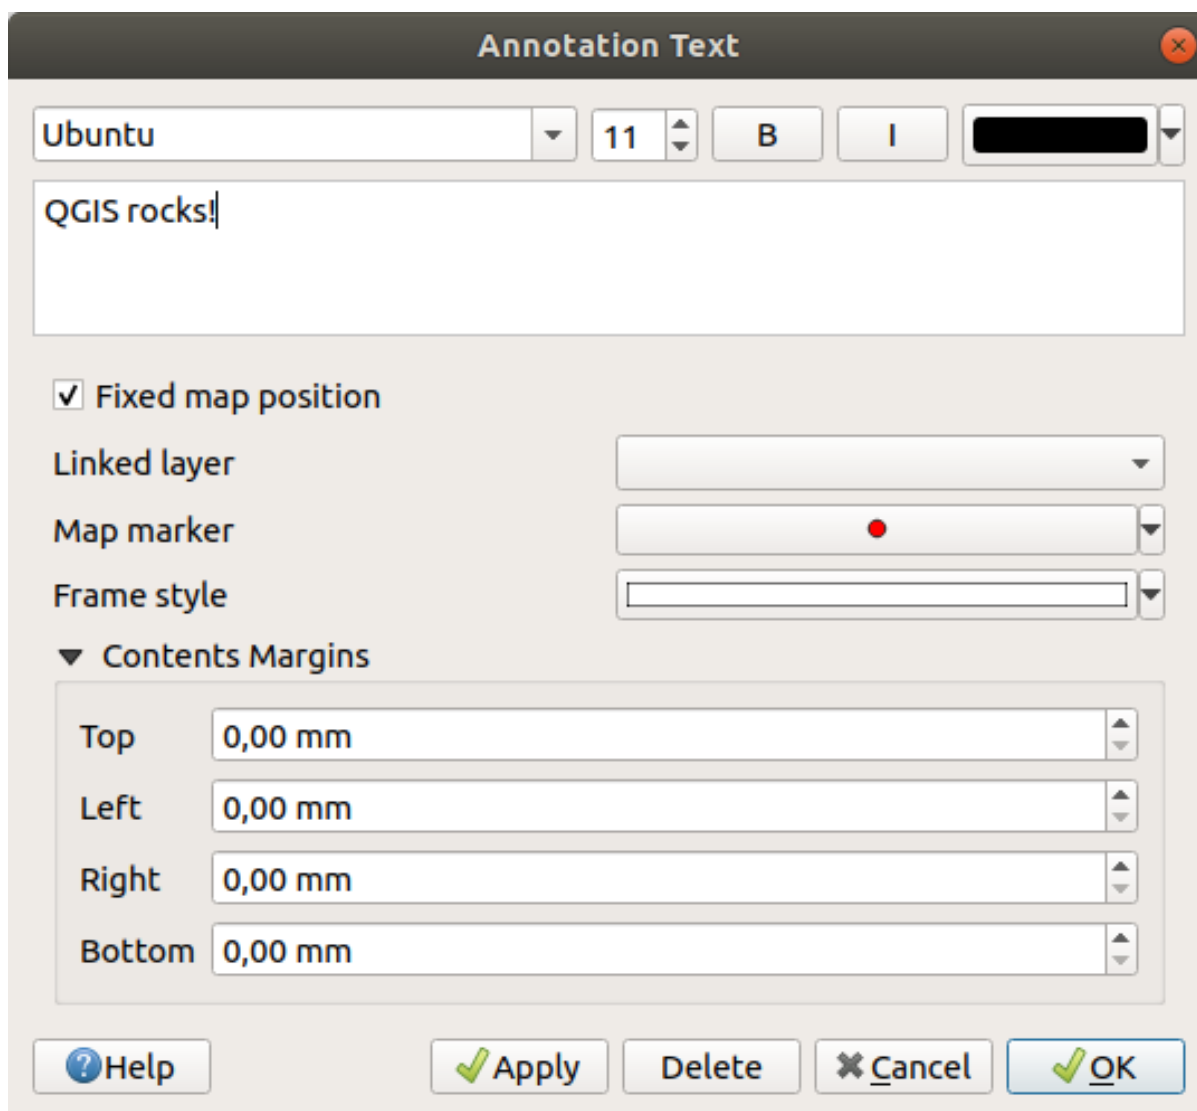 Annotation Text
Ubuntu 11 B I
QGIS rocks!
Fixed map position
Linked layer
Map marker
Frame style
Contents Margins
Top 0,00 mm
Left 0,00 mm
Right 0,00 mm
Bottom 0,00 mm
Help Apply Delete Cancel OK